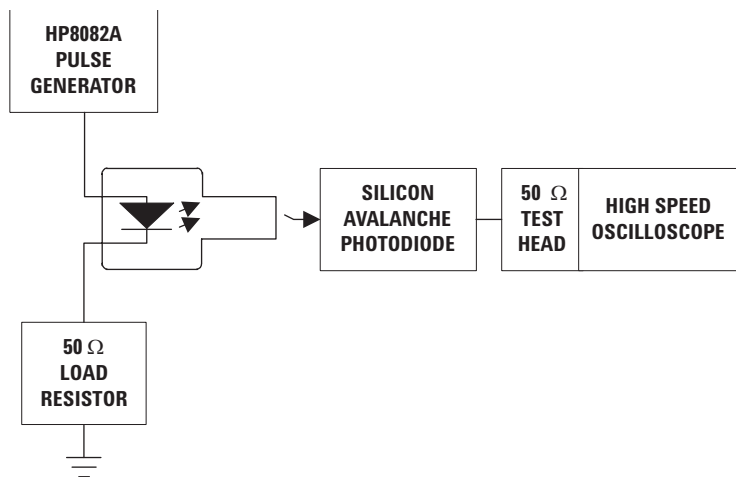 HP8082A
PULSE
GENERATOR
SILICON
AVALANCHE
PHOTODIODE
50 Ω
TEST
HEAD
HIGH SPEED
OSCILLOSCOPE
50 Ω
LOAD
RESISTOR